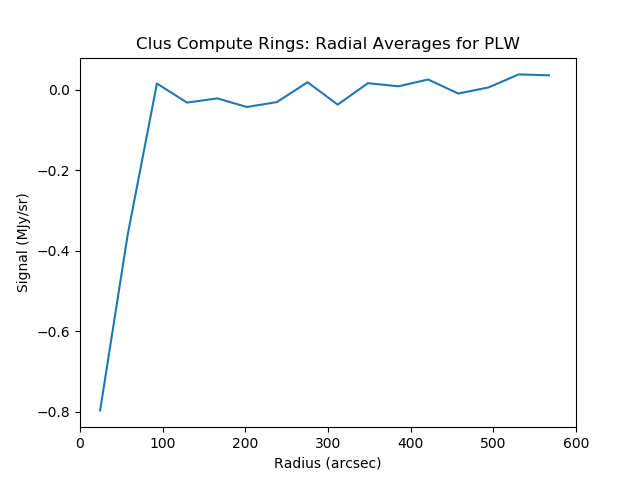 Clus Compute Rings: Radial Averages for PLW
Signal (MJy/sr)
0.0
−0.2
−0.4
−0.6
−0.8
0 100 200 300 400 500 600
Radius (arcsec)